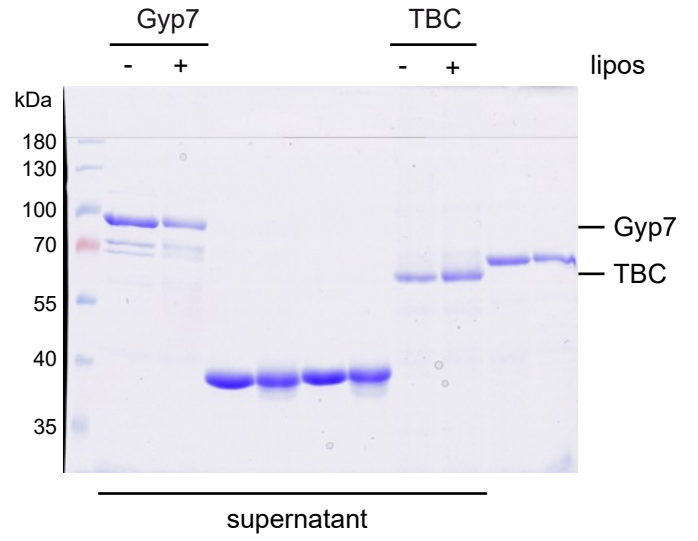 Gyp7 TBC
- + - + lipos
kDa
180
130
100
Gyp7
70
TBC
55
40
35
supernatant